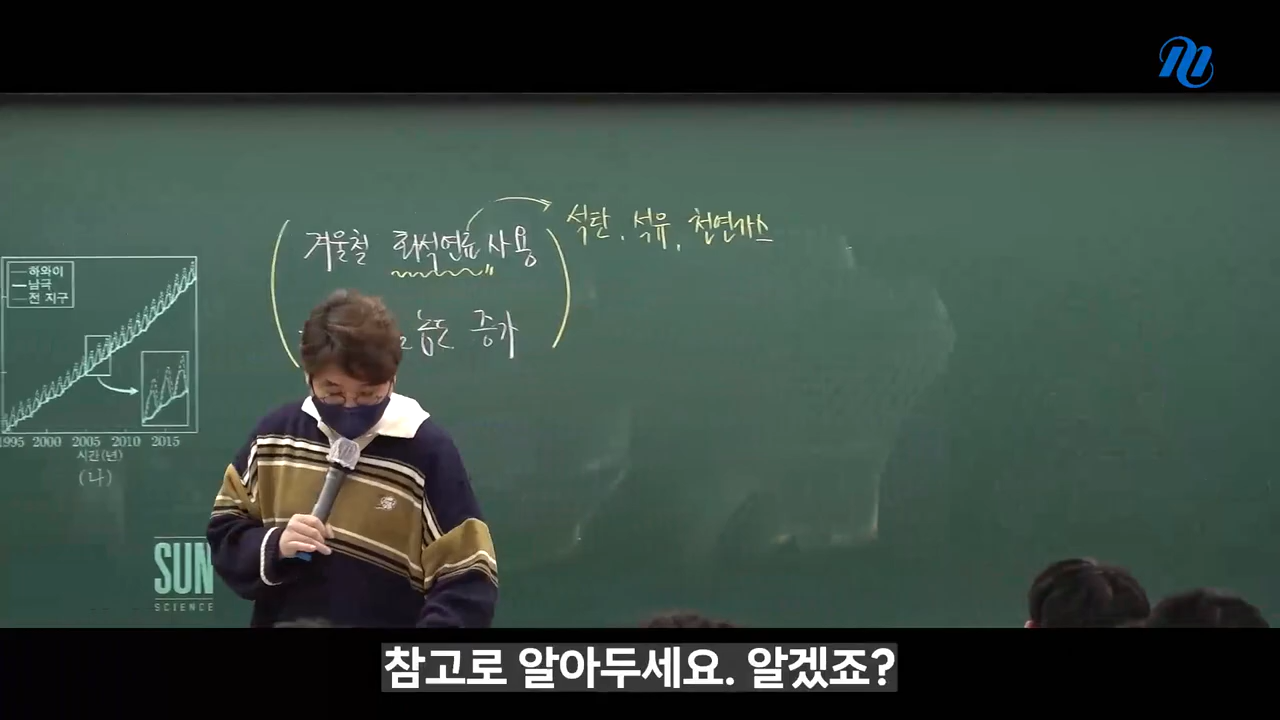 겨울철 화석연료 사용
석탄, 석유, 천연가스
농도 증가
하와이
남극
전 지구
1995 2000 2005 2010 2015
시간(년)
(나)
SUN
SCIENCE
참고로 알아두세요. 알겠죠?